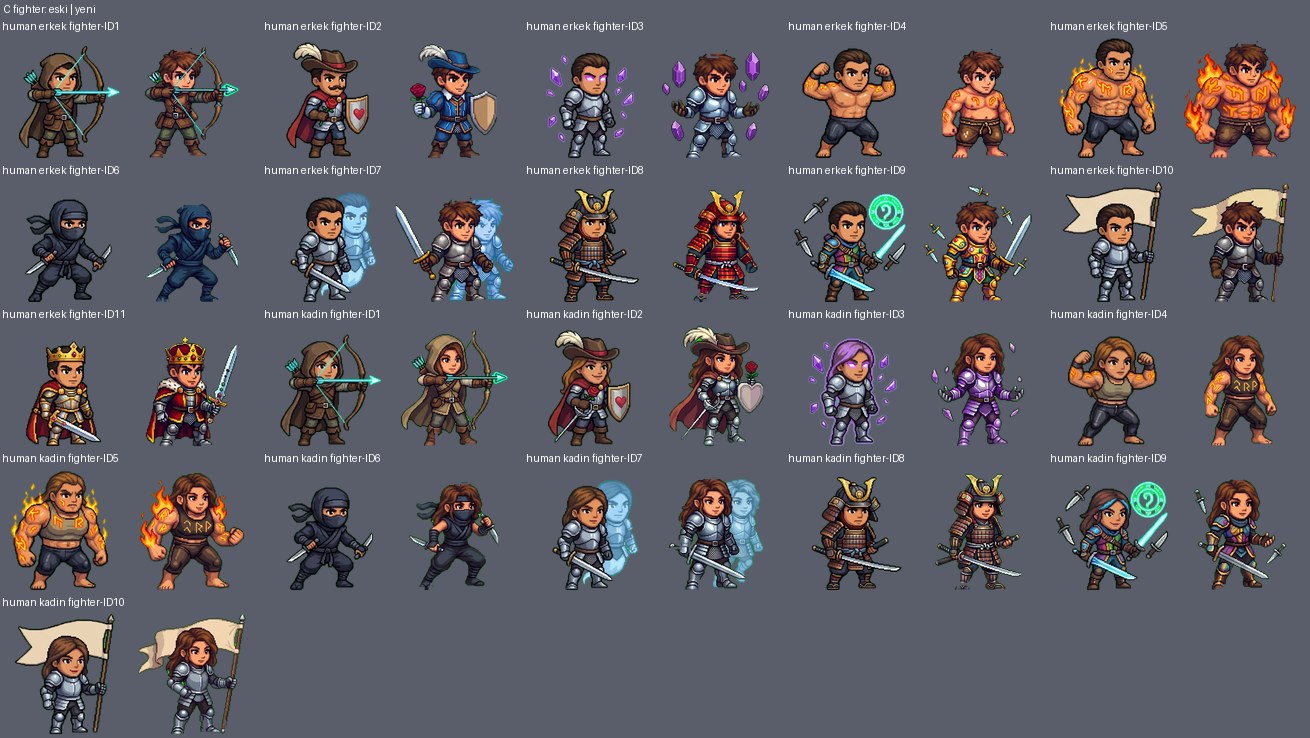 C fighter: eski | yeni
human erkek fighter-ID1
human erkek fighter-ID2
human erkek fighter-ID3
human erkek fighter-ID4
human erkek fighter-ID5
human erkek fighter-ID6
human erkek fighter-ID7
human erkek fighter-ID8
human erkek fighter-ID9
?
human erkek fighter-ID10
human erkek fighter-ID11
human kadin fighter-ID1
human kadin fighter-ID2
human kadin fighter-ID3
human kadin fighter-ID4
human kadin fighter-ID5
human kadin fighter-ID6
human kadin fighter-ID7
human kadin fighter-ID8
human kadin fighter-ID9
?
human kadin fighter-ID10